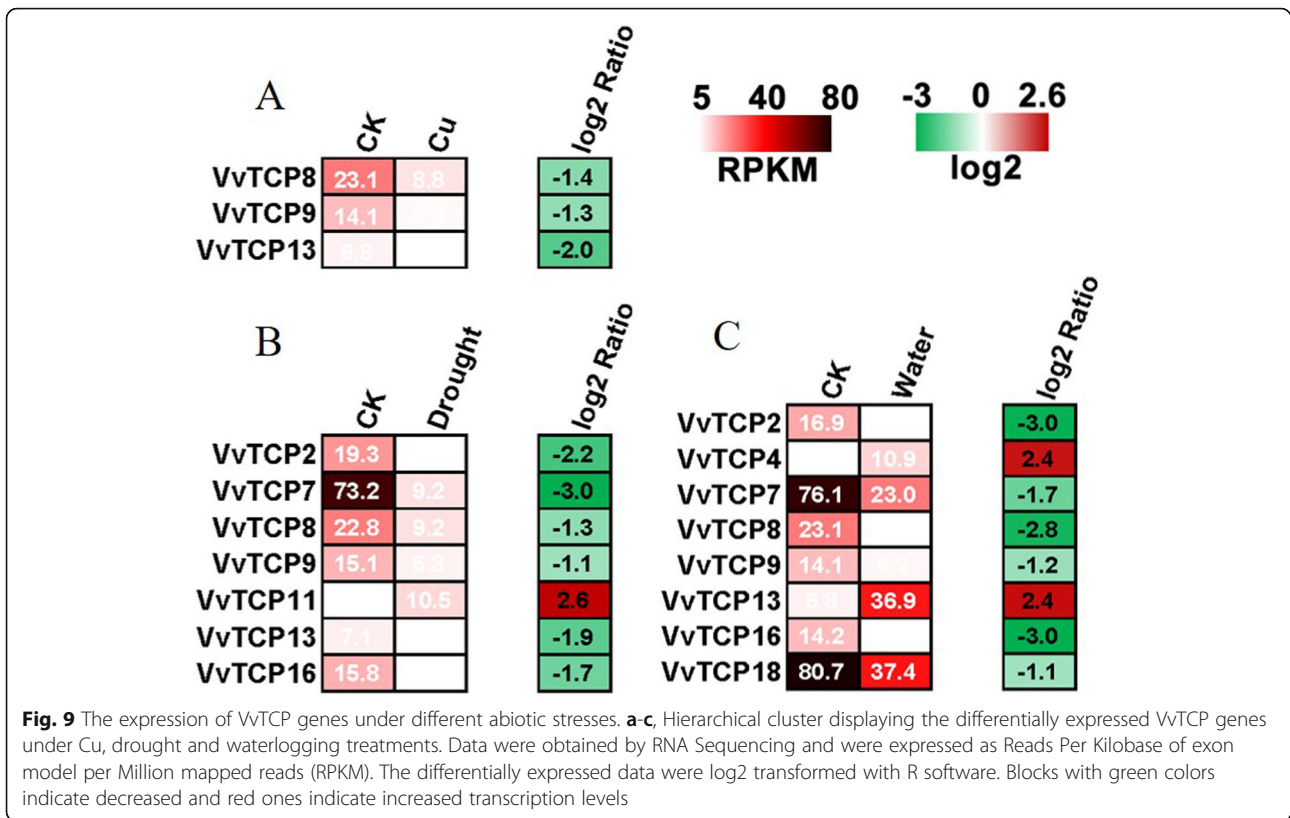 A
CK Cu log2 Ratio
VvTCP8 23.1 8.8 -1.4
VvTCP9 14.1 -1.3
VvTCP13 6.8 -2.0
5 40 80
RPKM
-3 0 2.6
log2
B
CK Drought log2 Ratio
VvTCP2 19.3 -2.2
VvTCP7 73.2 9.2 -3.0
VvTCP8 22.8 9.2 -1.3
VvTCP9 15.1 6.8 -1.1
VvTCP11 10.5 2.6
VvTCP13 7.1 -1.9
VvTCP16 15.8 -1.7
C
CK Water log2 Ratio
VvTCP2 16.9 -3.0
VvTCP4 10.9 2.4
VvTCP7 76.1 23.0 -1.7
VvTCP8 23.1 -2.8
VvTCP9 14.1 6.2 -1.2
VvTCP13 6.8 36.9 2.4
VvTCP16 14.2 -3.0
VvTCP18 80.7 37.4 -1.1
Fig. 9 The expression of VvTCP genes under different abiotic stresses. a-c, Hierarchical cluster displaying the differentially expressed VvTCP genes
under Cu, drought and waterlogging treatments. Data were obtained by RNA Sequencing and were expressed as Reads Per Kilobase of exon
model per Million mapped reads (RPKM). The differentially expressed data were log2 transformed with R software. Blocks with green colors
indicate decreased and red ones indicate increased transcription levels